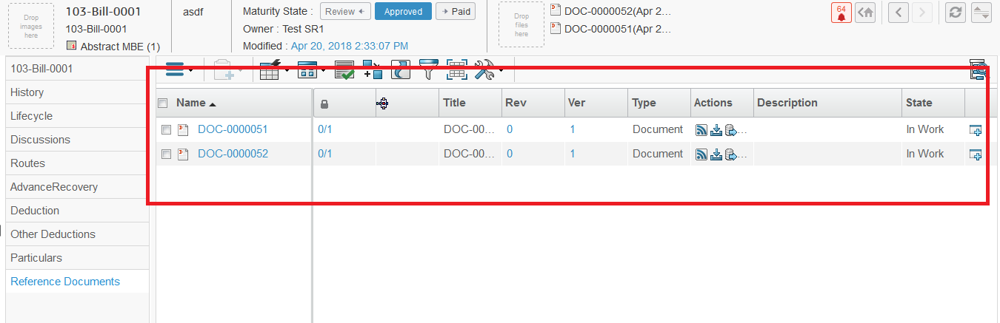 Drop
images
here
103-Bill-0001
103-Bill-0001
Abstract MBE (1)
asdf
Maturity State : Review Approved Paid
Owner : Test SR1
Modified : Apr 20, 2018 2:33:07 PM
Drop
files
here
DOC-0000052(Apr 2...
DOC-0000051(Apr 2...
64
103-Bill-0001
History
Lifecycle
Discussions
Routes
AdvanceRecovery
Deduction
Other Deductions
Particulars
Reference Documents
Name Title Rev Ver Type Actions Description State
DOC-0000051 0/1 DOC-00... 0 1 Document ... In Work
DOC-0000052 0/1 DOC-00... 0 1 Document ... In Work